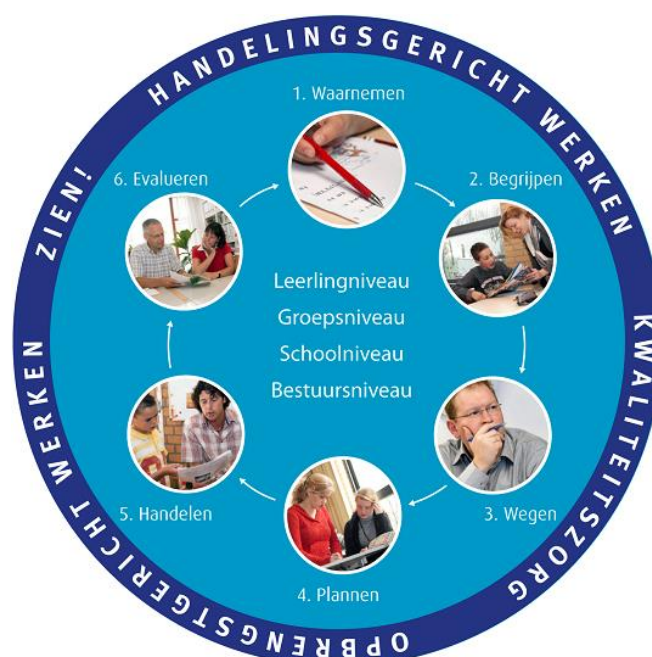 HANDELINGSGERICHT WERKEN
KWALITEITSZORG
OPBRENGSTGERICHT WERKEN
ZIEN!
1. Waarnemen
2. Begrijpen
3. Wegen
4. Plannen
5. Handelen
6. Evalueren
Leerlingniveau
Groepsniveau
Schoolniveau
Bestuursniveau